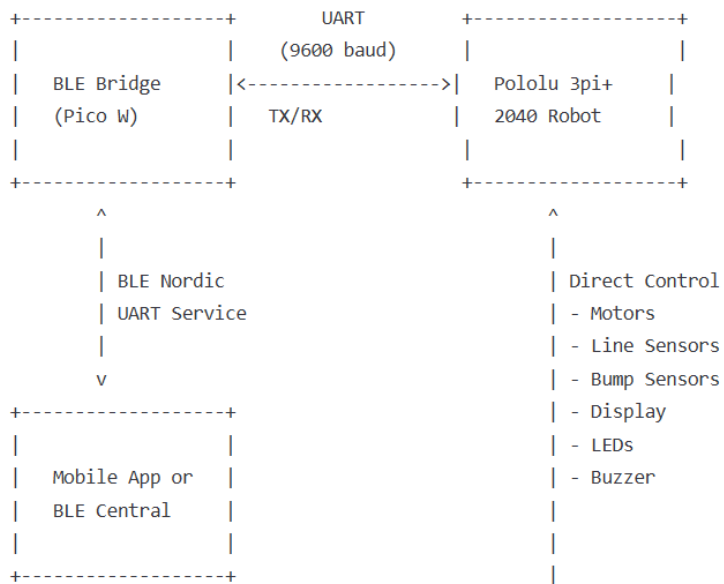 UART
(9600 baud)
BLE Bridge
(Pico W)
TX/RX
Pololu 3pi+
2040 Robot
BLE Nordic
UART Service
Direct Control
- Motors
- Line Sensors
- Bump Sensors
- Display
- LEDs
- Buzzer
Mobile App or
BLE Central